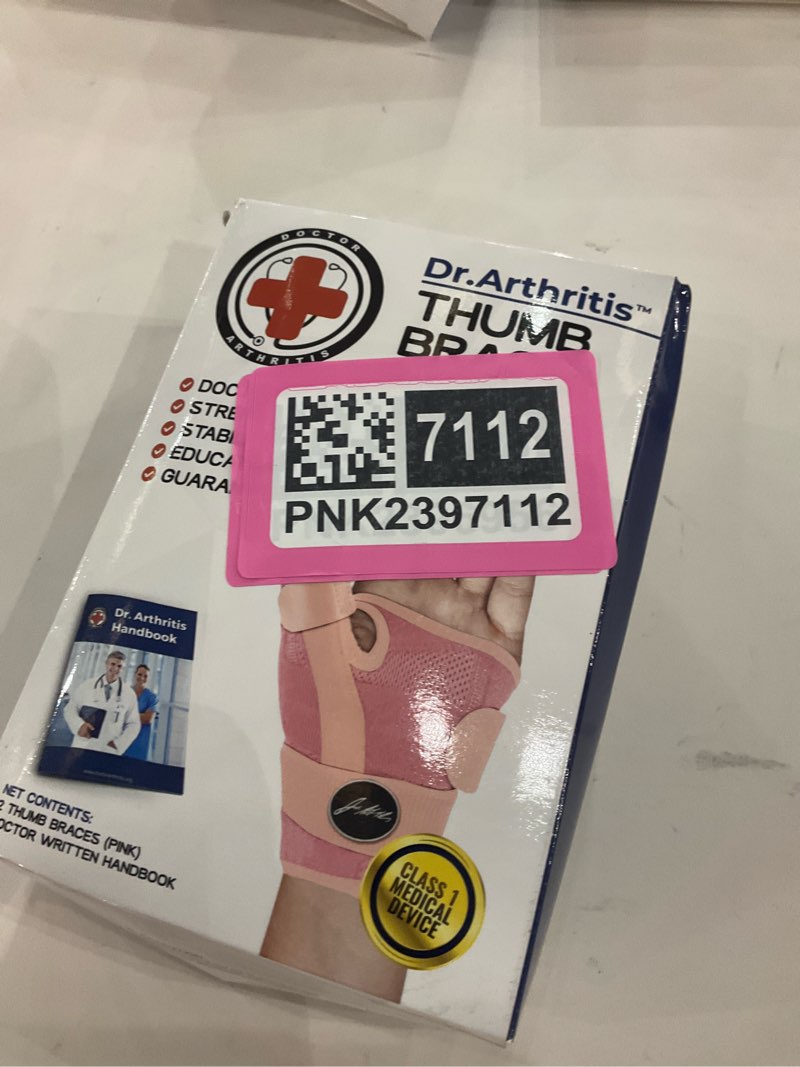 DOCTOR
ARTHRITIS
Dr.Arthritis™
THUMB
7112
PNK2397112
Dr. Arthritis
Handbook
NET CONTENTS:
2 THUMB BRACES (PINK)
DOCTOR WRITTEN HANDBOOK
CLASS 1
MEDICAL
DEVICE